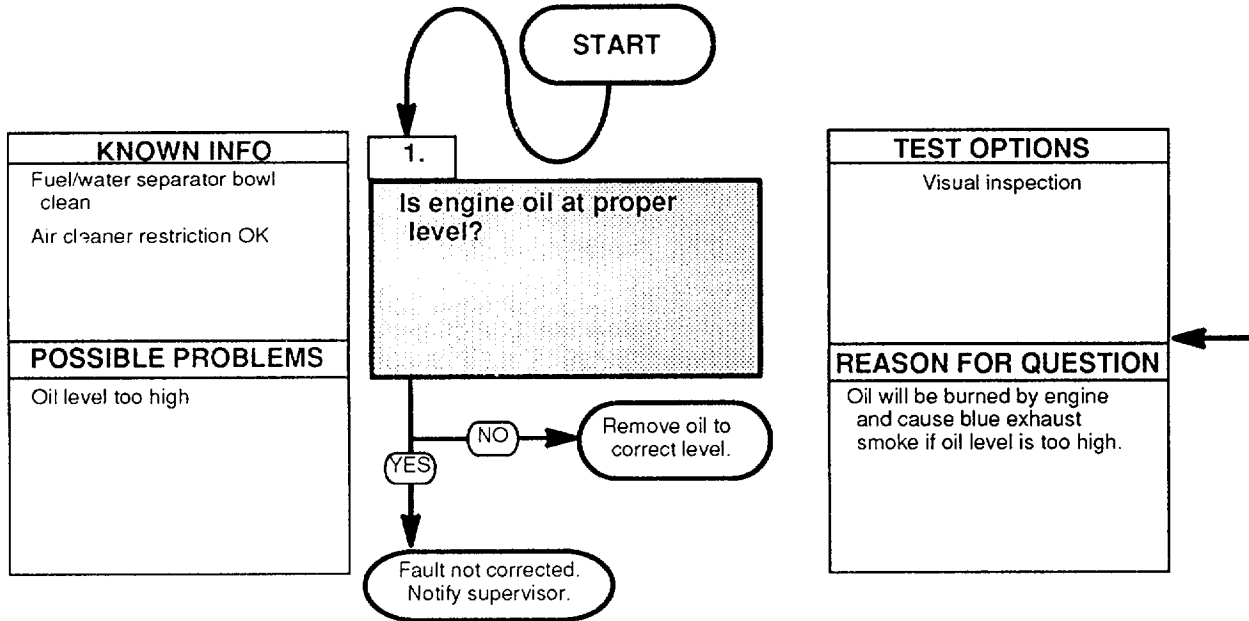 START
KNOWN INFO
Fuel/water separator bowl
clean
Air cleaner restriction OK
POSSIBLE PROBLEMS
Oil level too high
1.
Is engine oil at proper
level?
NO
Remove oil to
correct level.
YES
Fault not corrected.
Notify supervisor.
TEST OPTIONS
Visual inspection
REASON FOR QUESTION
Oil will be burned by engine
and cause blue exhaust
smoke if oil level is too high.